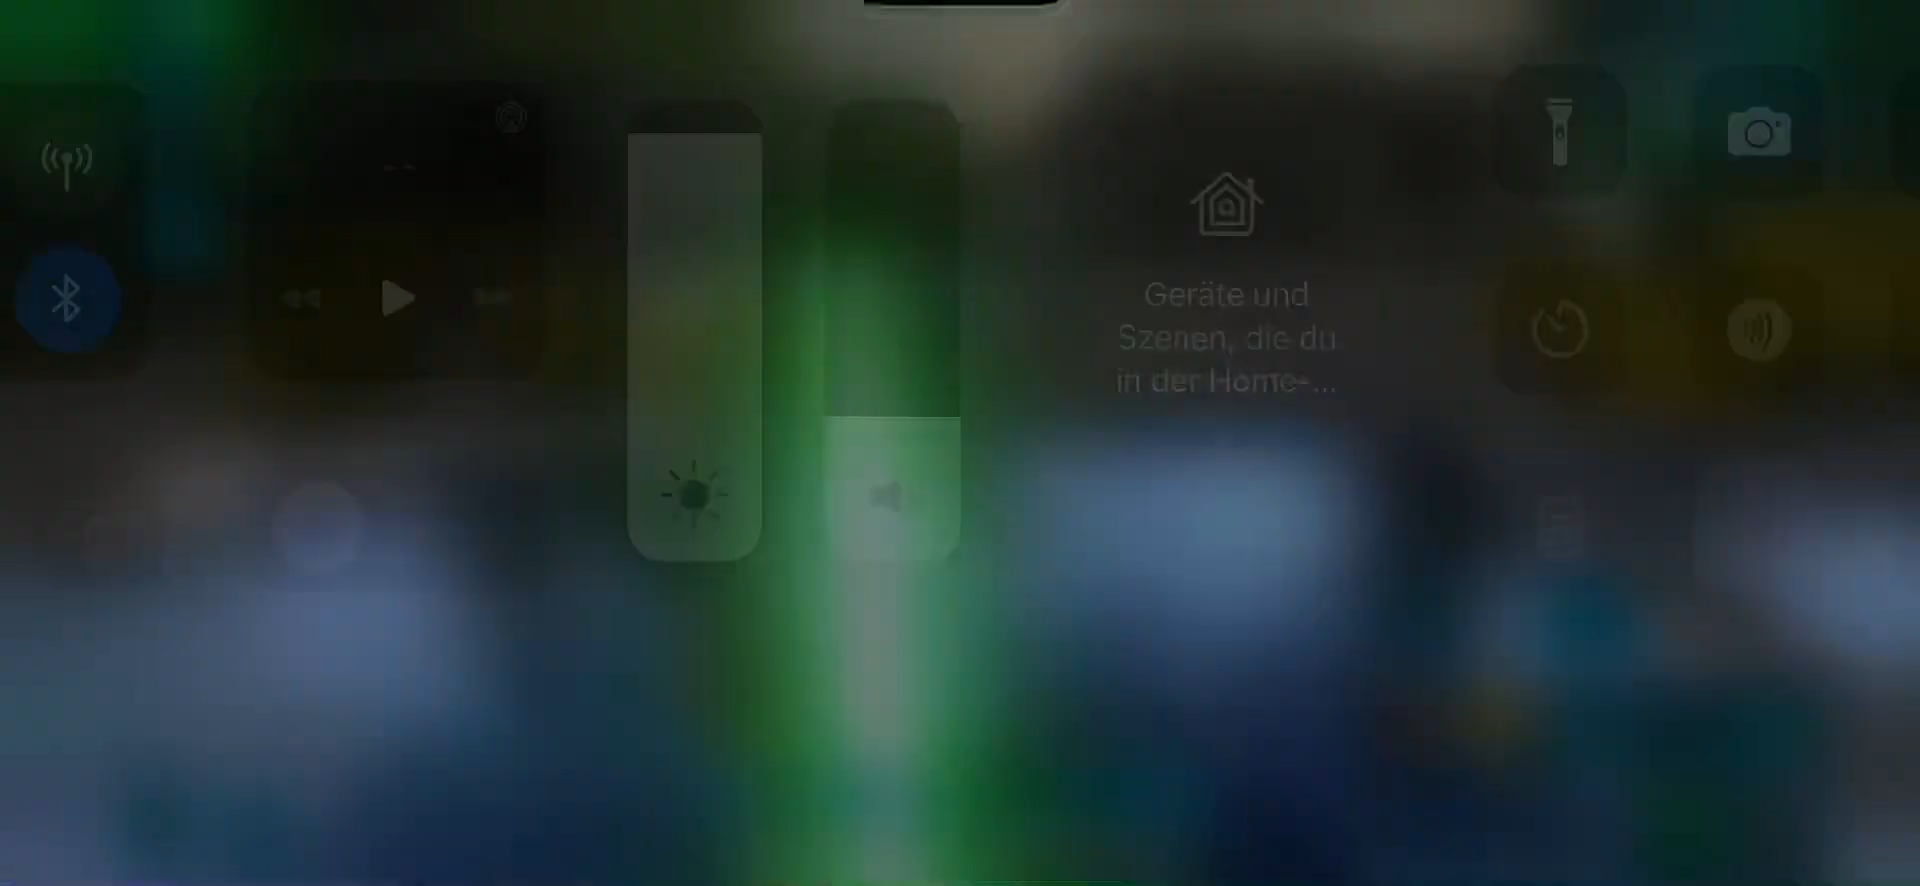 Geräte und
Szenen, die du
in der Home-...